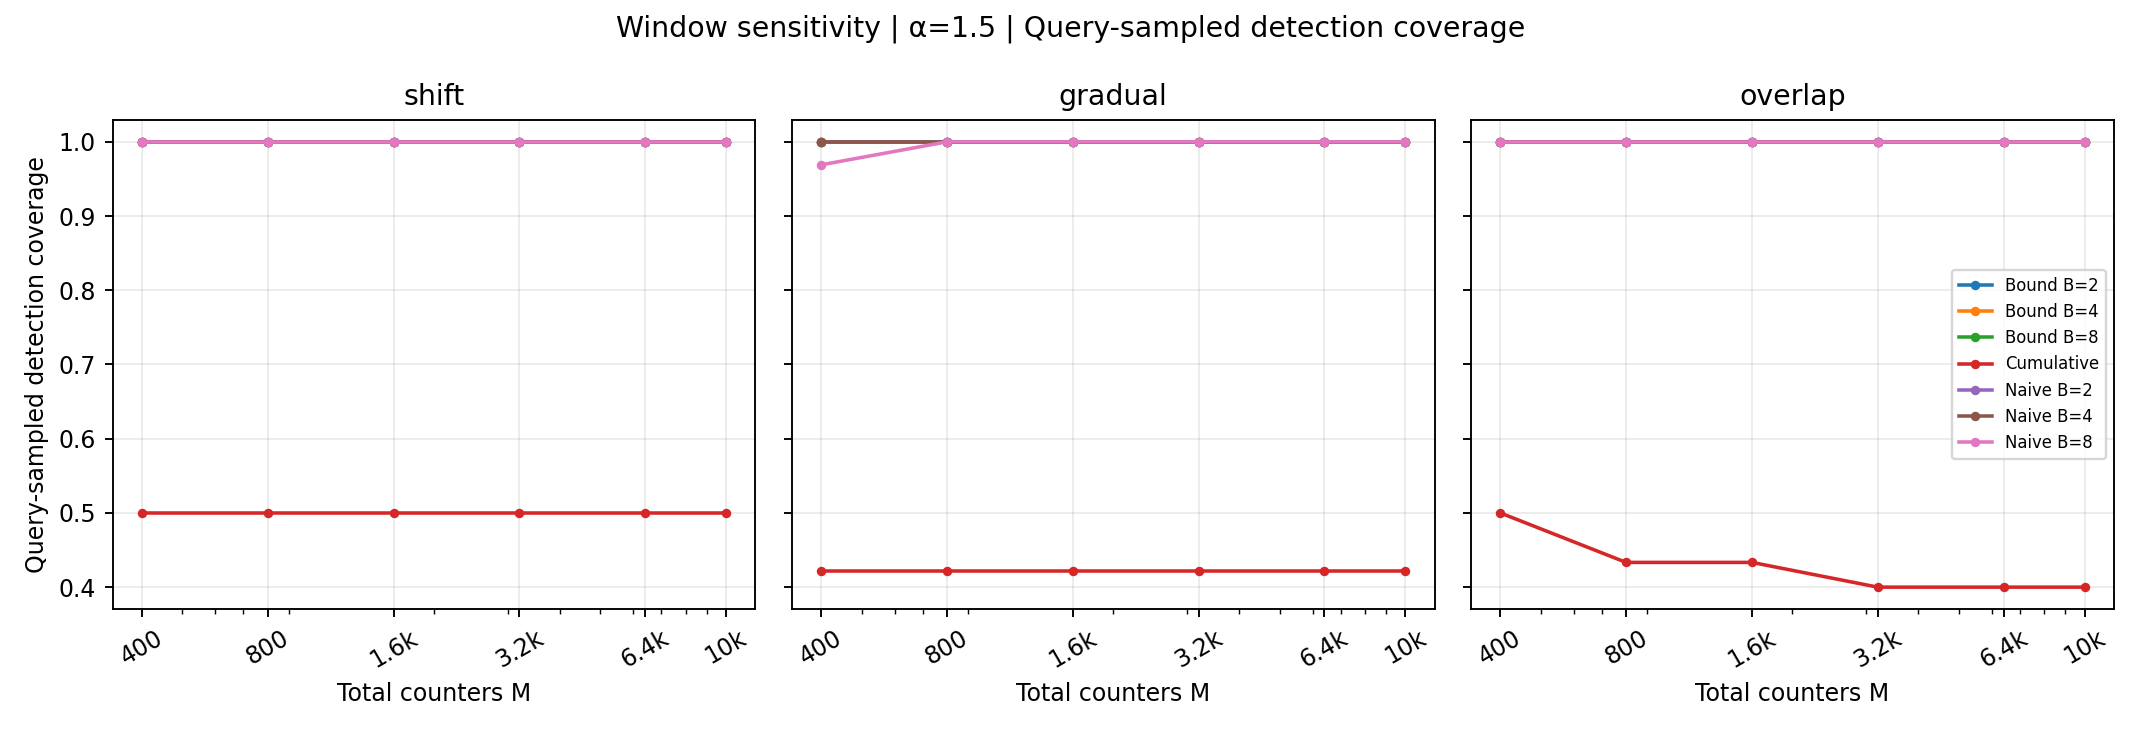 Window sensitivity | α=1.5 | Query-sampled detection coverage
shift
gradual
overlap
Query-sampled detection coverage
1.0
0.9
0.8
0.7
0.6
0.5
0.4
400
800
1.6k
3.2k
6.4k
10k
Total counters M
400
800
1.6k
3.2k
6.4k
10k
Total counters M
Bound B=2
Bound B=4
Bound B=8
Cumulative
Naive B=2
Naive B=4
Naive B=8
400
800
1.6k
3.2k
6.4k
10k
Total counters M